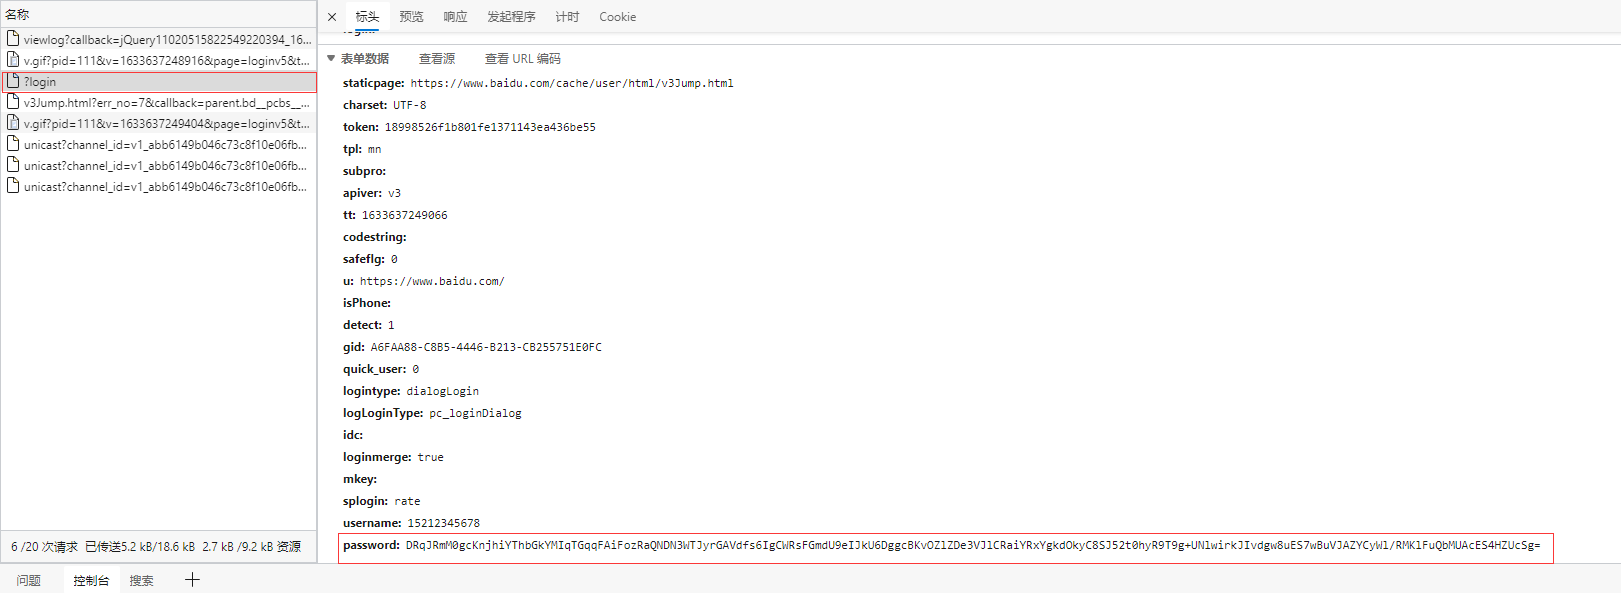 名称
viewlog?callback=jQuery11020515822549220394_16...
v.gif?pid=111&v=1633637248916&page=loginv5&t...
?login
v3Jump.html?err_no=7&callback=parent.bd__pcbs__...
v.gif?pid=111&v=1633637249404&page=loginv5&t...
unicast?channel_id=v1_abb6149b046c73c8f10e06fb...
unicast?channel_id=v1_abb6149b046c73c8f10e06fb...
unicast?channel_id=v1_abb6149b046c73c8f10e06fb...
6 /20 次请求 已传送5.2 kB/18.6 kB 2.7 kB /9.2 kB 资源
× 标头 预览 响应 发起程序 计时 Cookie
▼ 表单数据 查看源 查看 URL 编码
staticpage: https://www.baidu.com/cache/user/html/v3Jump.html
charset: UTF-8
token: 18998526f1b801fe1371143ea436be55
tpl: mn
subpro:
apiver: v3
tt: 1633637249066
codestring:
safeflg: 0
u: https://www.baidu.com/
isPhone:
detect: 1
gid: A6FAA88-C8B5-4446-B213-CB255751E0FC
quick_user: 0
logintype: dialogLogin
logLoginType: pc_loginDialog
idc:
loginmerge: true
mkey:
splogin: rate
username: 15212345678
password: DRqJRmM0gcKnjhiYThbGkYMIqTGqqFAiFozRaQNDN3WTJyrGAVdfs6IgCWRsFGmdU9eIJkU6DggcBKvOZlZDe3VJlCRaiYRxYgkdOkyC8SJ52t0hyR9T9g+UNlwirkJIvdgw8uES7wBuVJAZYCyWl/RMKlFuQbMUAcES4HZUcSg=
问题 控制台 搜索 +